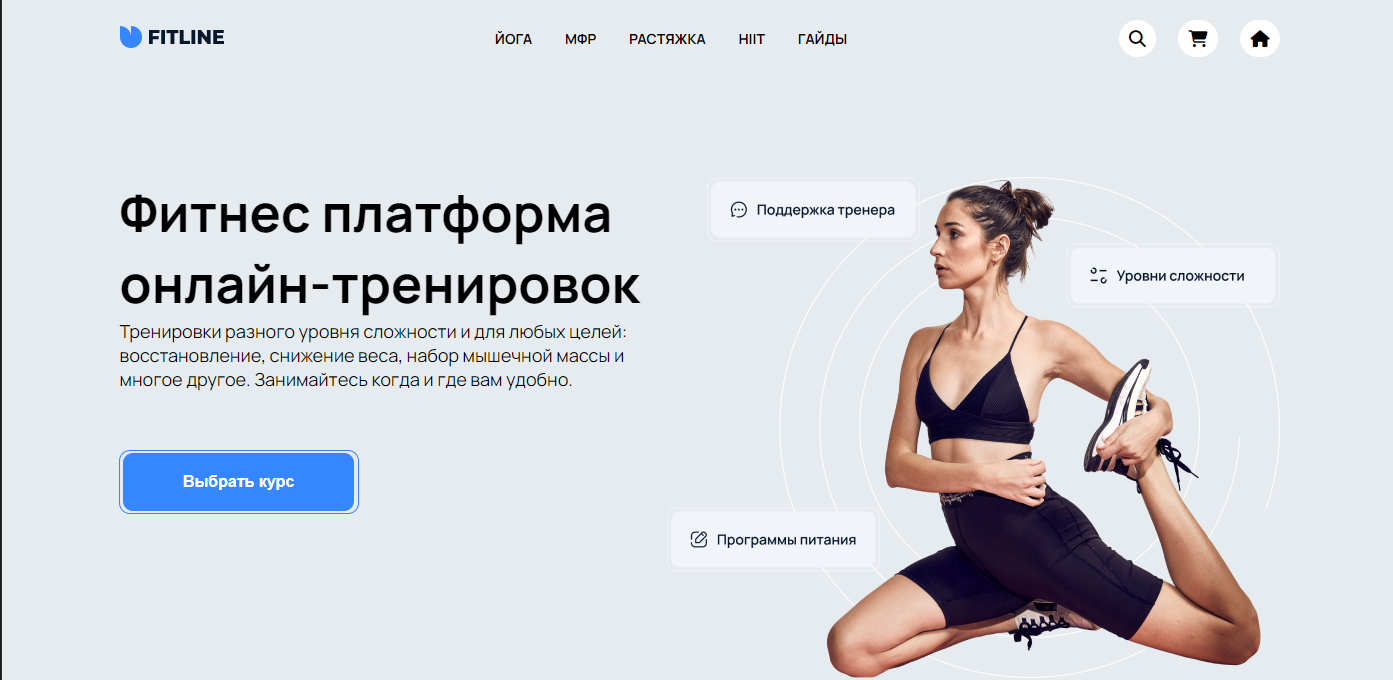 FITLINE
ЙОГА
МФР
РАСТЯЖКА
HIIT
ГАЙДЫ
Фитнес платформа
онлайн-тренировок
Тренировки разного уровня сложности и для любых целей:
восстановление, снижение веса, набор мышечной массы и
многое другое. Занимайтесь когда и где вам удобно.
Выбрать курс
Поддержка тренера
Уровни сложности
Программы питания